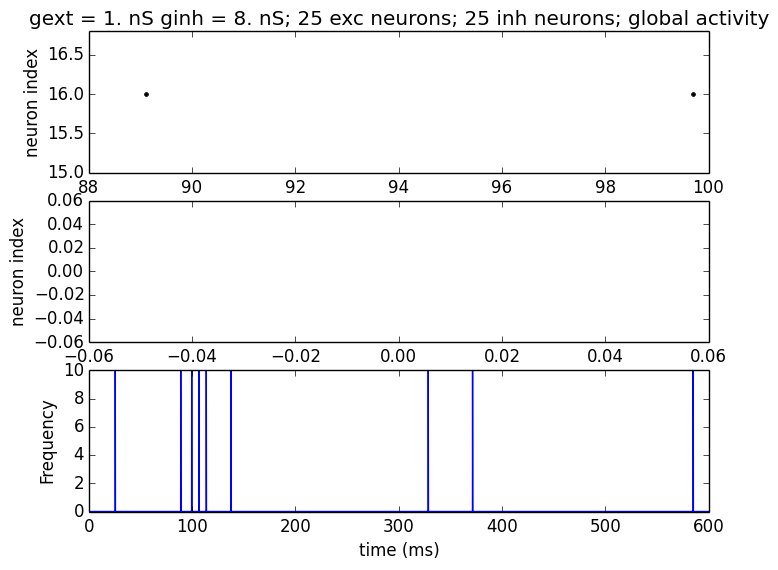 gext = 1. nS ginh = 8. nS; 25 exc neurons; 25 inh neurons; global activity
neuron index
16.5
16.0
15.5
15.0
88 90 92 94 96 98 100
neuron index
0.06
0.04
0.02
0.00
−0.02
−0.04
−0.06
−0.06 −0.04 −0.02 0.00 0.02 0.04 0.06
Frequency
10
8
6
4
2
0
0 100 200 300 400 500 600
time (ms)